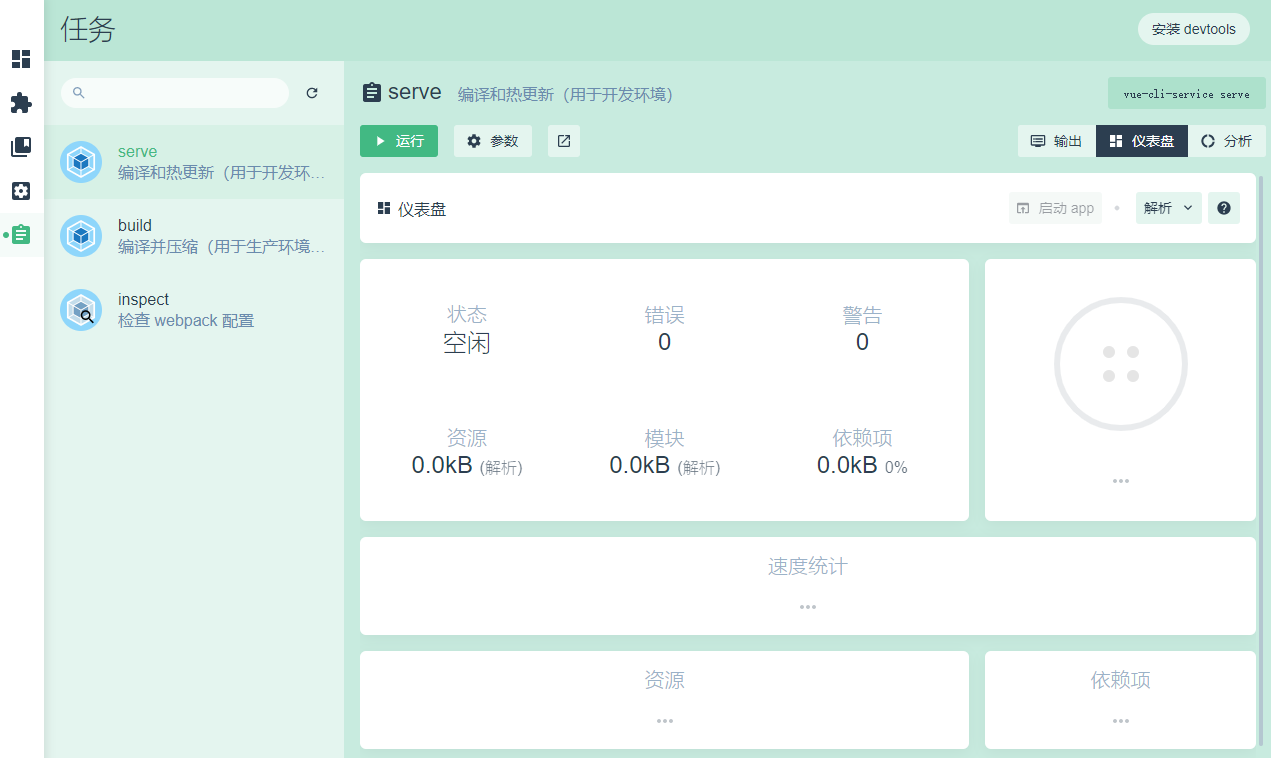 任务
安装 devtools
serve
编译和热更新（用于开发环…
build
编译并压缩（用于生产环境…
inspect
检查 webpack 配置
serve 编译和热更新（用于开发环境）
vue-cli-service serve
运行 参数
输出 仪表盘 分析
仪表盘
启动 app 解析
状态 错误 警告
空闲 0 0
资源 模块 依赖项
0.0kB (解析) 0.0kB (解析) 0.0kB 0%
速度统计
资源 依赖项